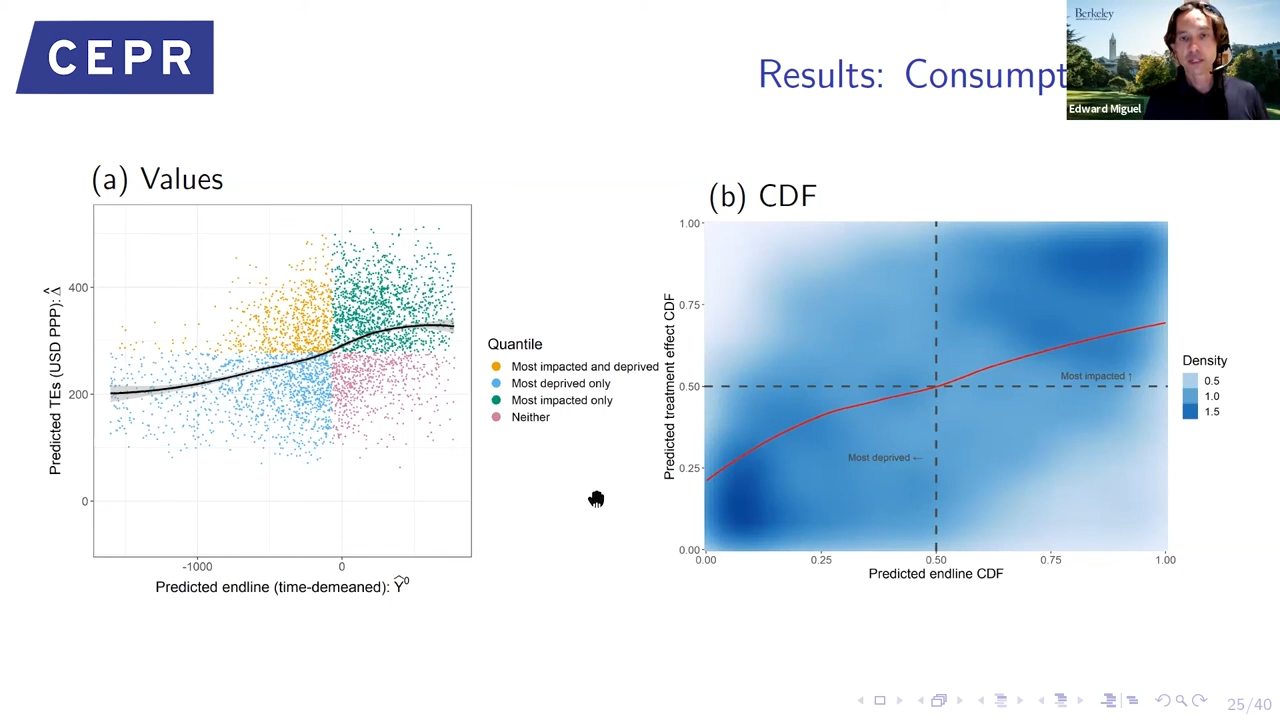 CEPR
Results: Consumpt
Berkeley
Edward Miguel
(a) Values
Predicted TEs (USD PPP): Δ̂
400
200
0
-1000
0
Predicted endline (time-demeaned): Ŷ⁰
Quantile
Most impacted and deprived
Most deprived only
Most impacted only
Neither
(b) CDF
Predicted treatment effect CDF
1.00
0.75
0.50
0.25
0.00
Most impacted ↑
Most deprived ←
0.00
0.25
0.50
0.75
1.00
Predicted endline CDF
Density
0.5
1.0
1.5
25/40